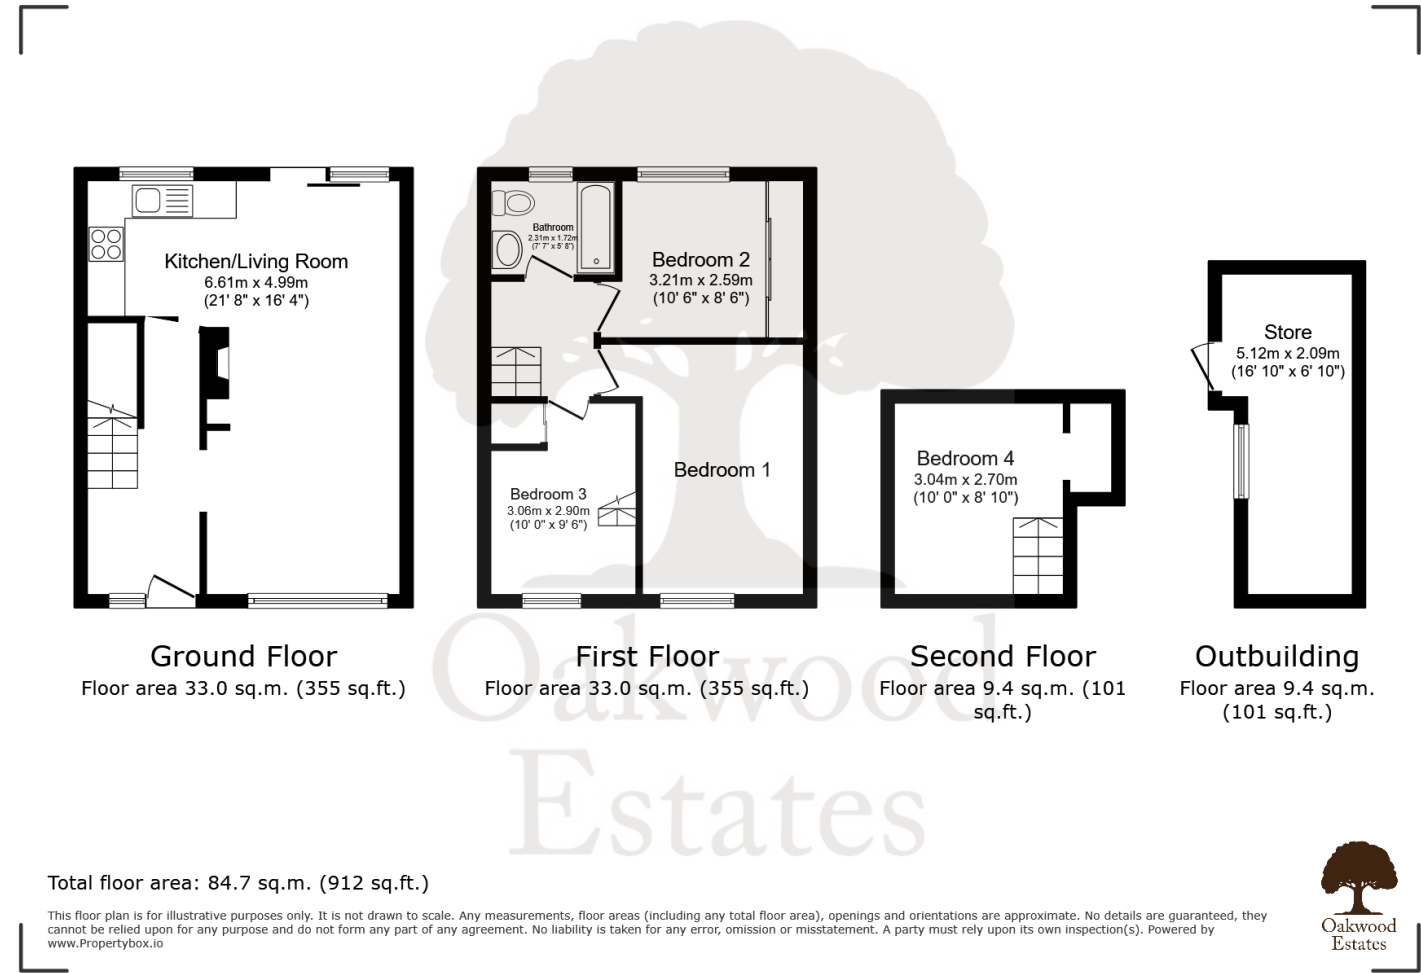 Kitchen/Living Room
6.61m x 4.99m
(21' 8" x 16' 4")
Bathroom
2.31m x 1.72m
(7' 7" x 5' 8")
Bedroom 2
3.21m x 2.59m
(10' 6" x 8' 6")
Bedroom 1
Bedroom 3
3.06m x 2.90m
(10' 0" x 9' 6")
Bedroom 4
3.04m x 2.70m
(10' 0" x 8' 10")
Store
5.12m x 2.09m
(16' 10" x 6' 10")
Ground Floor
Floor area 33.0 sq.m. (355 sq.ft.)
First Floor
Floor area 33.0 sq.m. (355 sq.ft.)
Second Floor
Floor area 9.4 sq.m. (101
sq.ft.)
Outbuilding
Floor area 9.4 sq.m.
(101 sq.ft.)
Oakwood
Estates
Total floor area: 84.7 sq.m. (912 sq.ft.)
This floor plan is for illustrative purposes only. It is not drawn to scale. Any measurements, floor areas (including any total floor area), openings and orientations are approximate. No details are guaranteed, they
cannot be relied upon for any purpose and do not form any part of any agreement. No liability is taken for any error, omission or misstatement. A party must rely upon its own inspection(s). Powered by
www.Propertybox.io
Oakwood
Estates